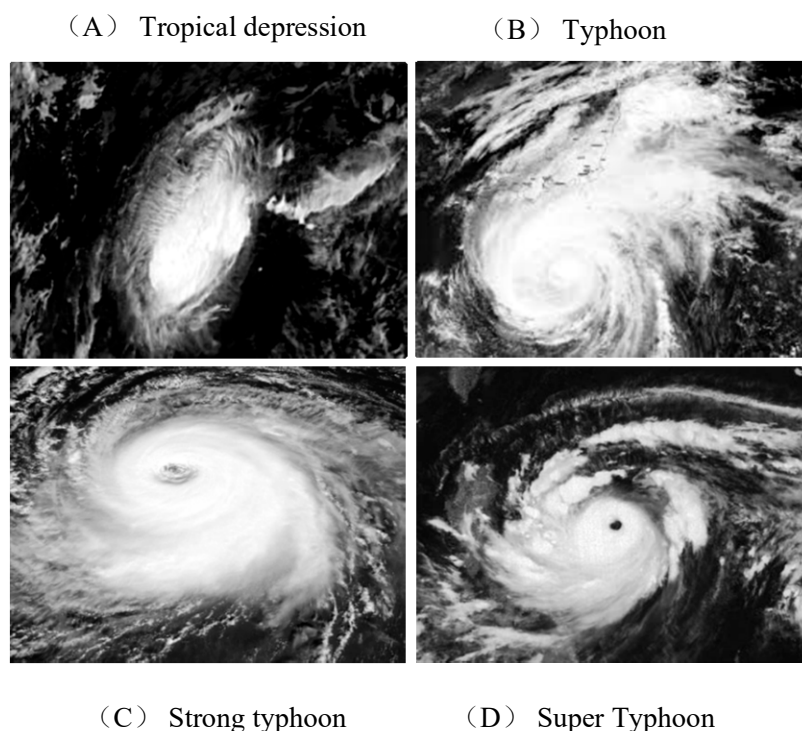 （A） Tropical depression
（B） Typhoon
（C） Strong typhoon
（D） Super Typhoon